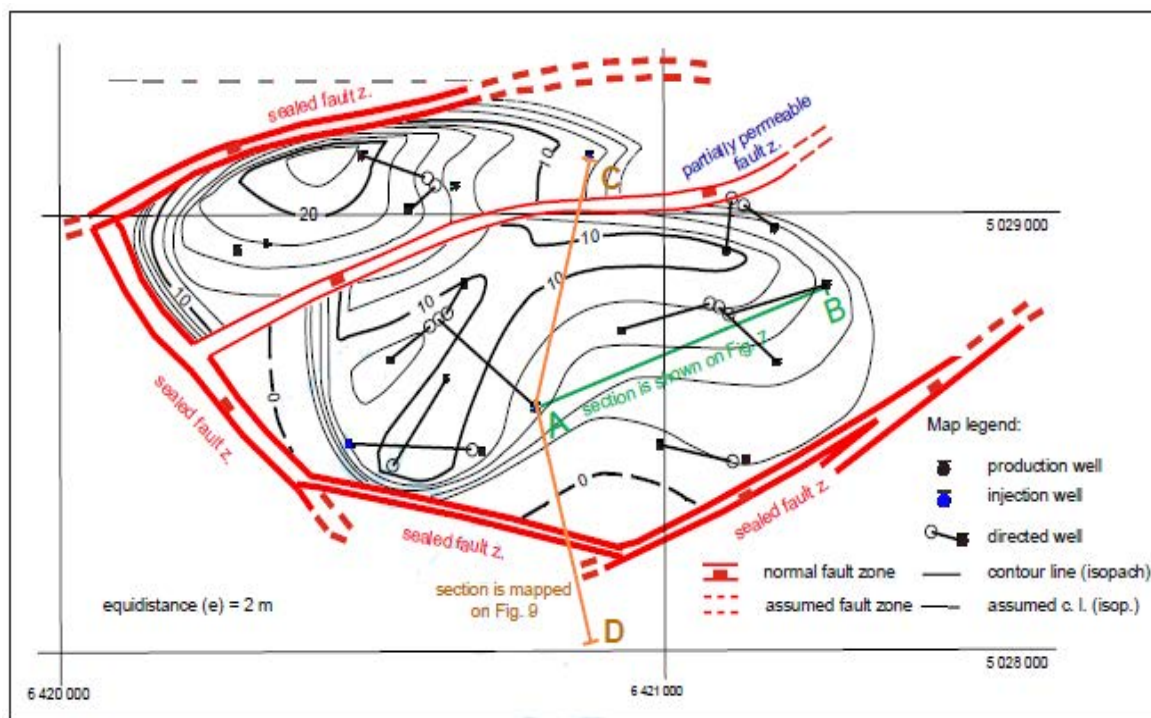 sealed fault z.
partially permeable
fault z.
C
10
20
5 029 000
10
10
10
10
B
section is shown on Fig. 7
A
0
sealed fault z.
0
sealed fault z.
sealed fault z.
Map legend:
production well
injection well
directed well
normal fault zone
contour line (isopach)
assumed fault zone
assumed c. l. (isop.)
section is mapped
on Fig. 9
equidistance (e) = 2 m
D
5 028 000
6 420 000
6 421 000